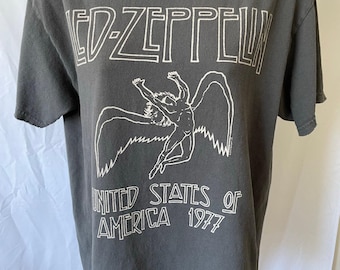 LED-ZEPPELIN
UNITED STATES OF
AMERICA 1977